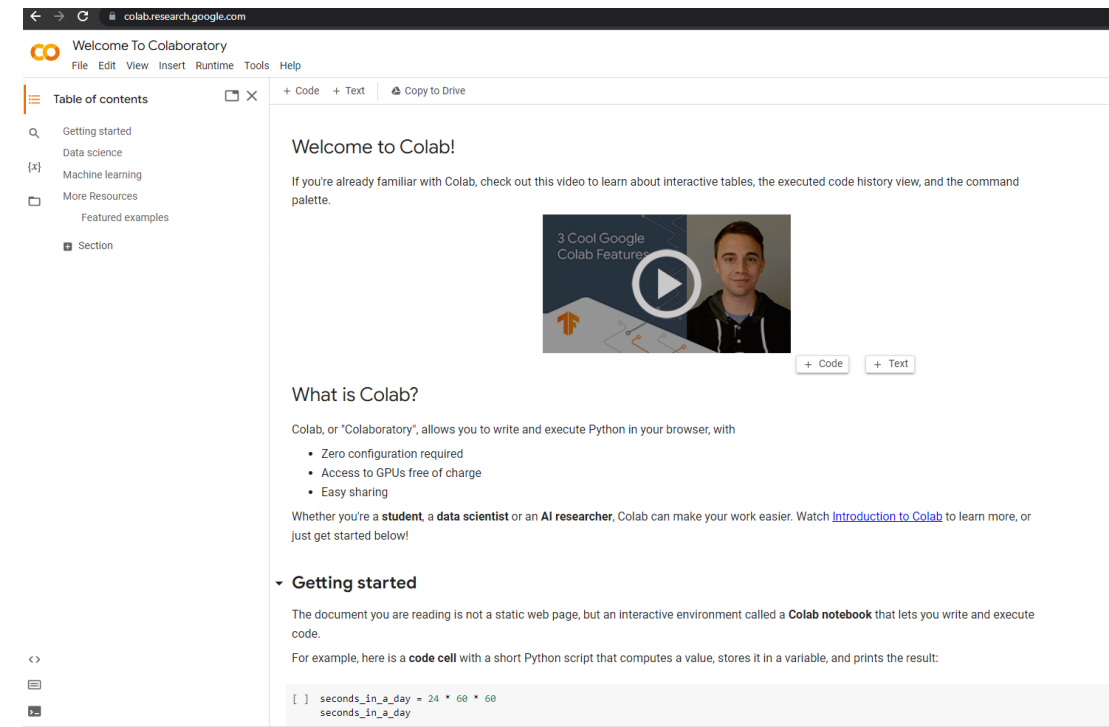 colab.research.google.com
CO
Welcome To Colaboratory
File Edit View Insert Runtime Tools Help
Table of contents
+ Code + Text Copy to Drive
Getting started
Data science
{x}
Machine learning
More Resources
Featured examples
Section
Welcome to Colab!
If you're already familiar with Colab, check out this video to learn about interactive tables, the executed code history view, and the command
palette.
3 Cool Google
Colab Features
+ Code + Text
What is Colab?
Colab, or "Colaboratory", allows you to write and execute Python in your browser, with
• Zero configuration required
• Access to GPUs free of charge
• Easy sharing
Whether you're a student, a data scientist or an AI researcher, Colab can make your work easier. Watch Introduction to Colab to learn more, or
just get started below!
Getting started
The document you are reading is not a static web page, but an interactive environment called a Colab notebook that lets you write and execute
code.
For example, here is a code cell with a short Python script that computes a value, stores it in a variable, and prints the result:
[ ] seconds_in_a_day = 24 * 60 * 60
seconds_in_a_day